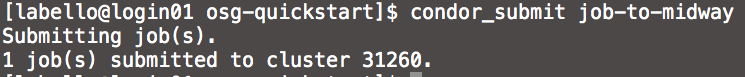 [labello@login01 osg-quickstart]$ condor_submit job-to-midway
Submitting job(s).
1 job(s) submitted to cluster 31260.